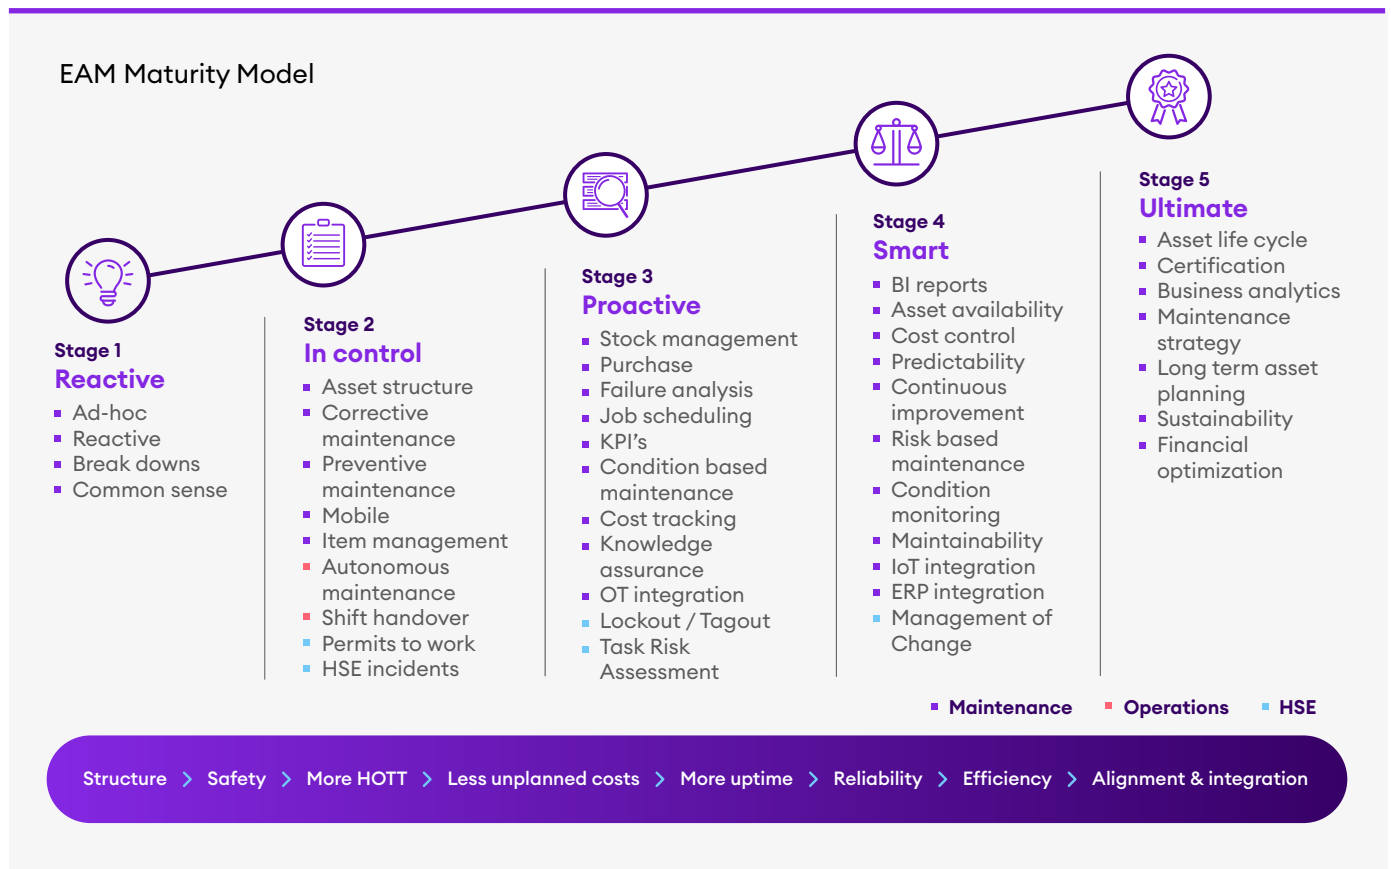 EAM Maturity Model
Stage 1
Reactive
Ad-hoc
Reactive
Break downs
Common sense
Stage 2
In control
Asset structure
Corrective
maintenance
Preventive
maintenance
Mobile
Item management
Autonomous
maintenance
Shift handover
Permits to work
HSE incidents
Stage 3
Proactive
Stock management
Purchase
Failure analysis
Job scheduling
KPI’s
Condition based
maintenance
Cost tracking
Knowledge
assurance
OT integration
Lockout / Tagout
Task Risk
Assessment
Stage 4
Smart
BI reports
Asset availability
Cost control
Predictability
Continuous
improvement
Risk based
maintenance
Condition
monitoring
Maintainability
IoT integration
ERP integration
Management of
Change
Stage 5
Ultimate
Asset life cycle
Certification
Business analytics
Maintenance
strategy
Long term asset
planning
Sustainability
Financial
optimization
Maintenance Operations HSE
Structure > Safety > More HOTT > Less unplanned costs > More uptime > Reliability > Efficiency > Alignment & integration